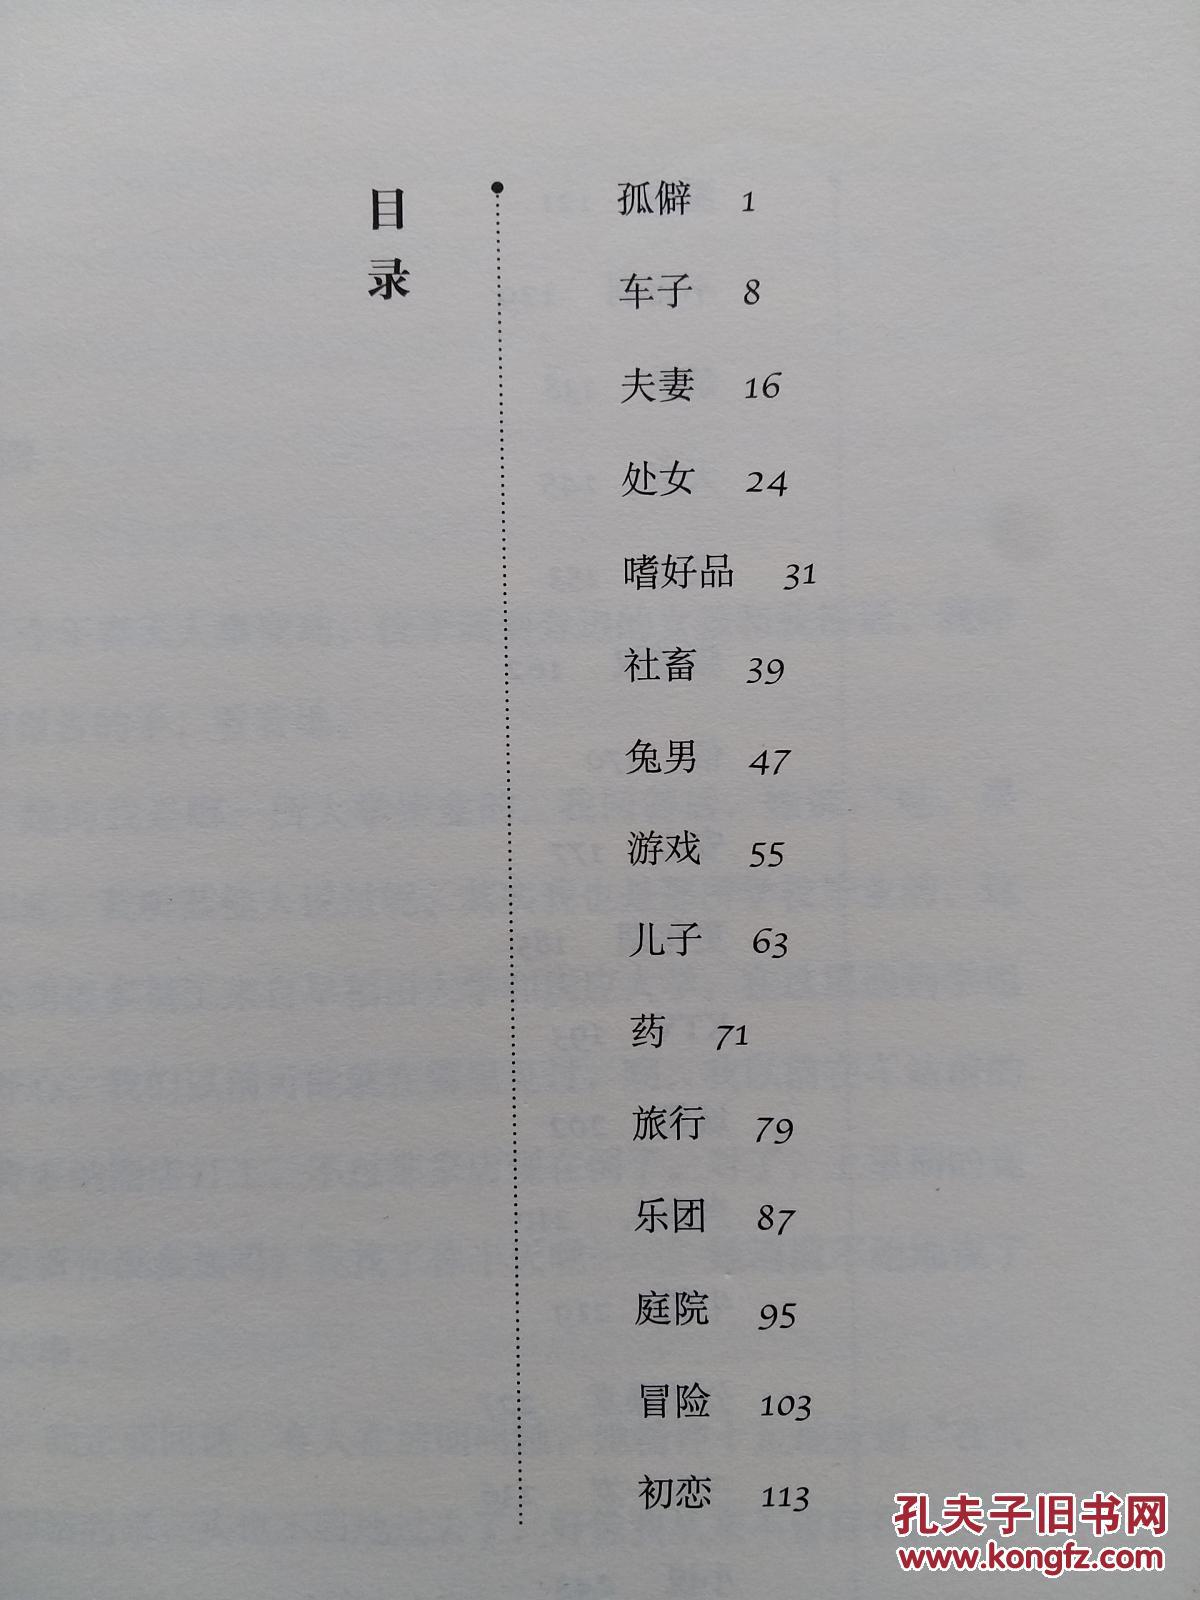 目录
孤僻 1
车子 8
夫妻 16
处女 24
嗜好品 31
社畜 39
兔男 47
游戏 55
儿子 63
药 71
旅行 79
乐团 87
庭院 95
冒险 103
初恋 113
孔夫子旧书网
www.kongfz.com